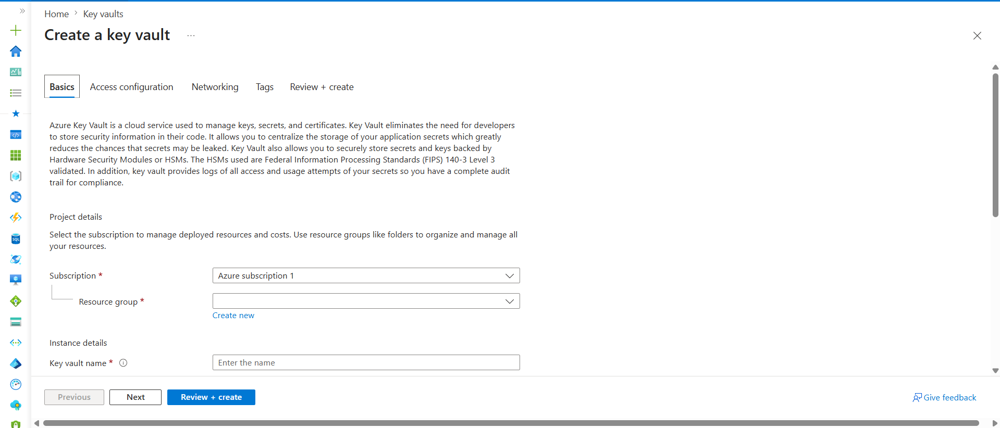 Home > Key vaults
Create a key vault ...
Basics Access configuration Networking Tags Review + create
Azure Key Vault is a cloud service used to manage keys, secrets, and certificates. Key Vault eliminates the need for developers
to store security information in their code. It allows you to centralize the storage of your application secrets which greatly
reduces the chances that secrets may be leaked. Key Vault also allows you to securely store secrets and keys backed by
Hardware Security Modules or HSMs. The HSMs used are Federal Information Processing Standards (FIPS) 140-3 Level 3
validated. In addition, key vault provides logs of all access and usage attempts of your secrets so you have a complete audit
trail for compliance.
Project details
Select the subscription to manage deployed resources and costs. Use resource groups like folders to organize and manage all
your resources.
Subscription * Azure subscription 1
Resource group *
Create new
Instance details
Key vault name * Enter the name
Previous Next Review + create Give feedback
SQL